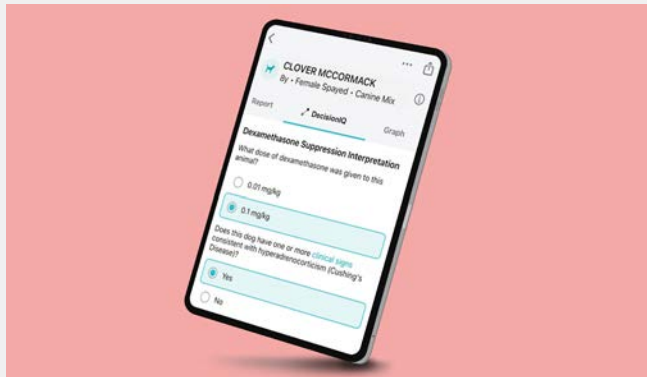 CLOVER MCCORMACK
8y • Female Spayed • Canine Mix
Report
DecisionIQ
Graph
Dexamethasone Suppression Interpretation
What dose of dexamethasone was given to this
animal?
0.01 mg/kg
0.1 mg/kg
Does this dog have one or more clinical signs
consistent with hyperadrenocorticism (Cushing's
Disease)?
Yes
No